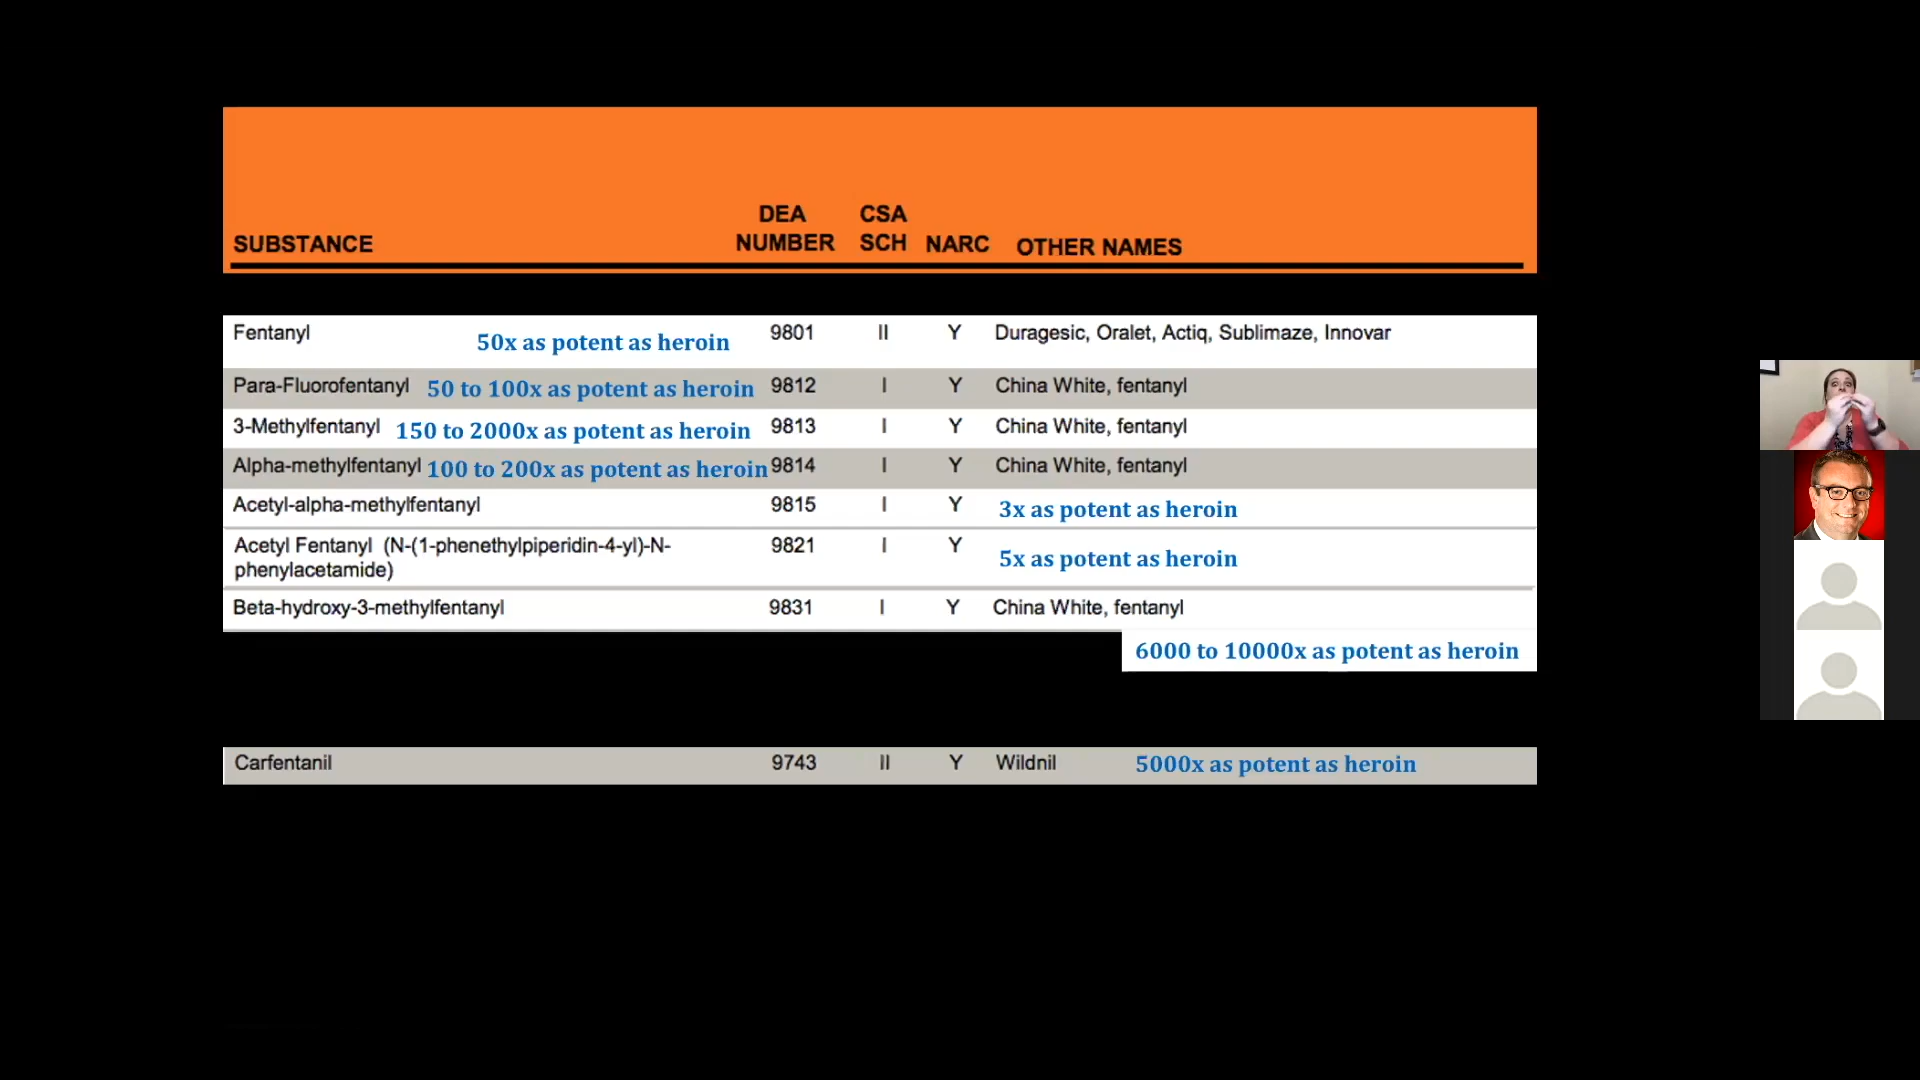 DEA CSA
SUBSTANCE NUMBER SCH NARC OTHER NAMES
Fentanyl 50x as potent as heroin 9801 II Y Duragesic, Oralet, Actiq, Sublimaze, Innovar
Para-Fluorofentanyl 50 to 100x as potent as heroin 9812 I Y China White, fentanyl
3-Methylfentanyl 150 to 2000x as potent as heroin 9813 I Y China White, fentanyl
Alpha-methylfentanyl 100 to 200x as potent as heroin 9814 I Y China White, fentanyl
Acetyl-alpha-methylfentanyl 9815 I Y 3x as potent as heroin
Acetyl Fentanyl (N-(1-phenethylpiperidin-4-yl)-N- 9821 I Y 5x as potent as heroin
phenylacetamide)
Beta-hydroxy-3-methylfentanyl 9831 I Y China White, fentanyl
6000 to 10000x as potent as heroin
Carfentanil 9743 II Y Wildnil 5000x as potent as heroin